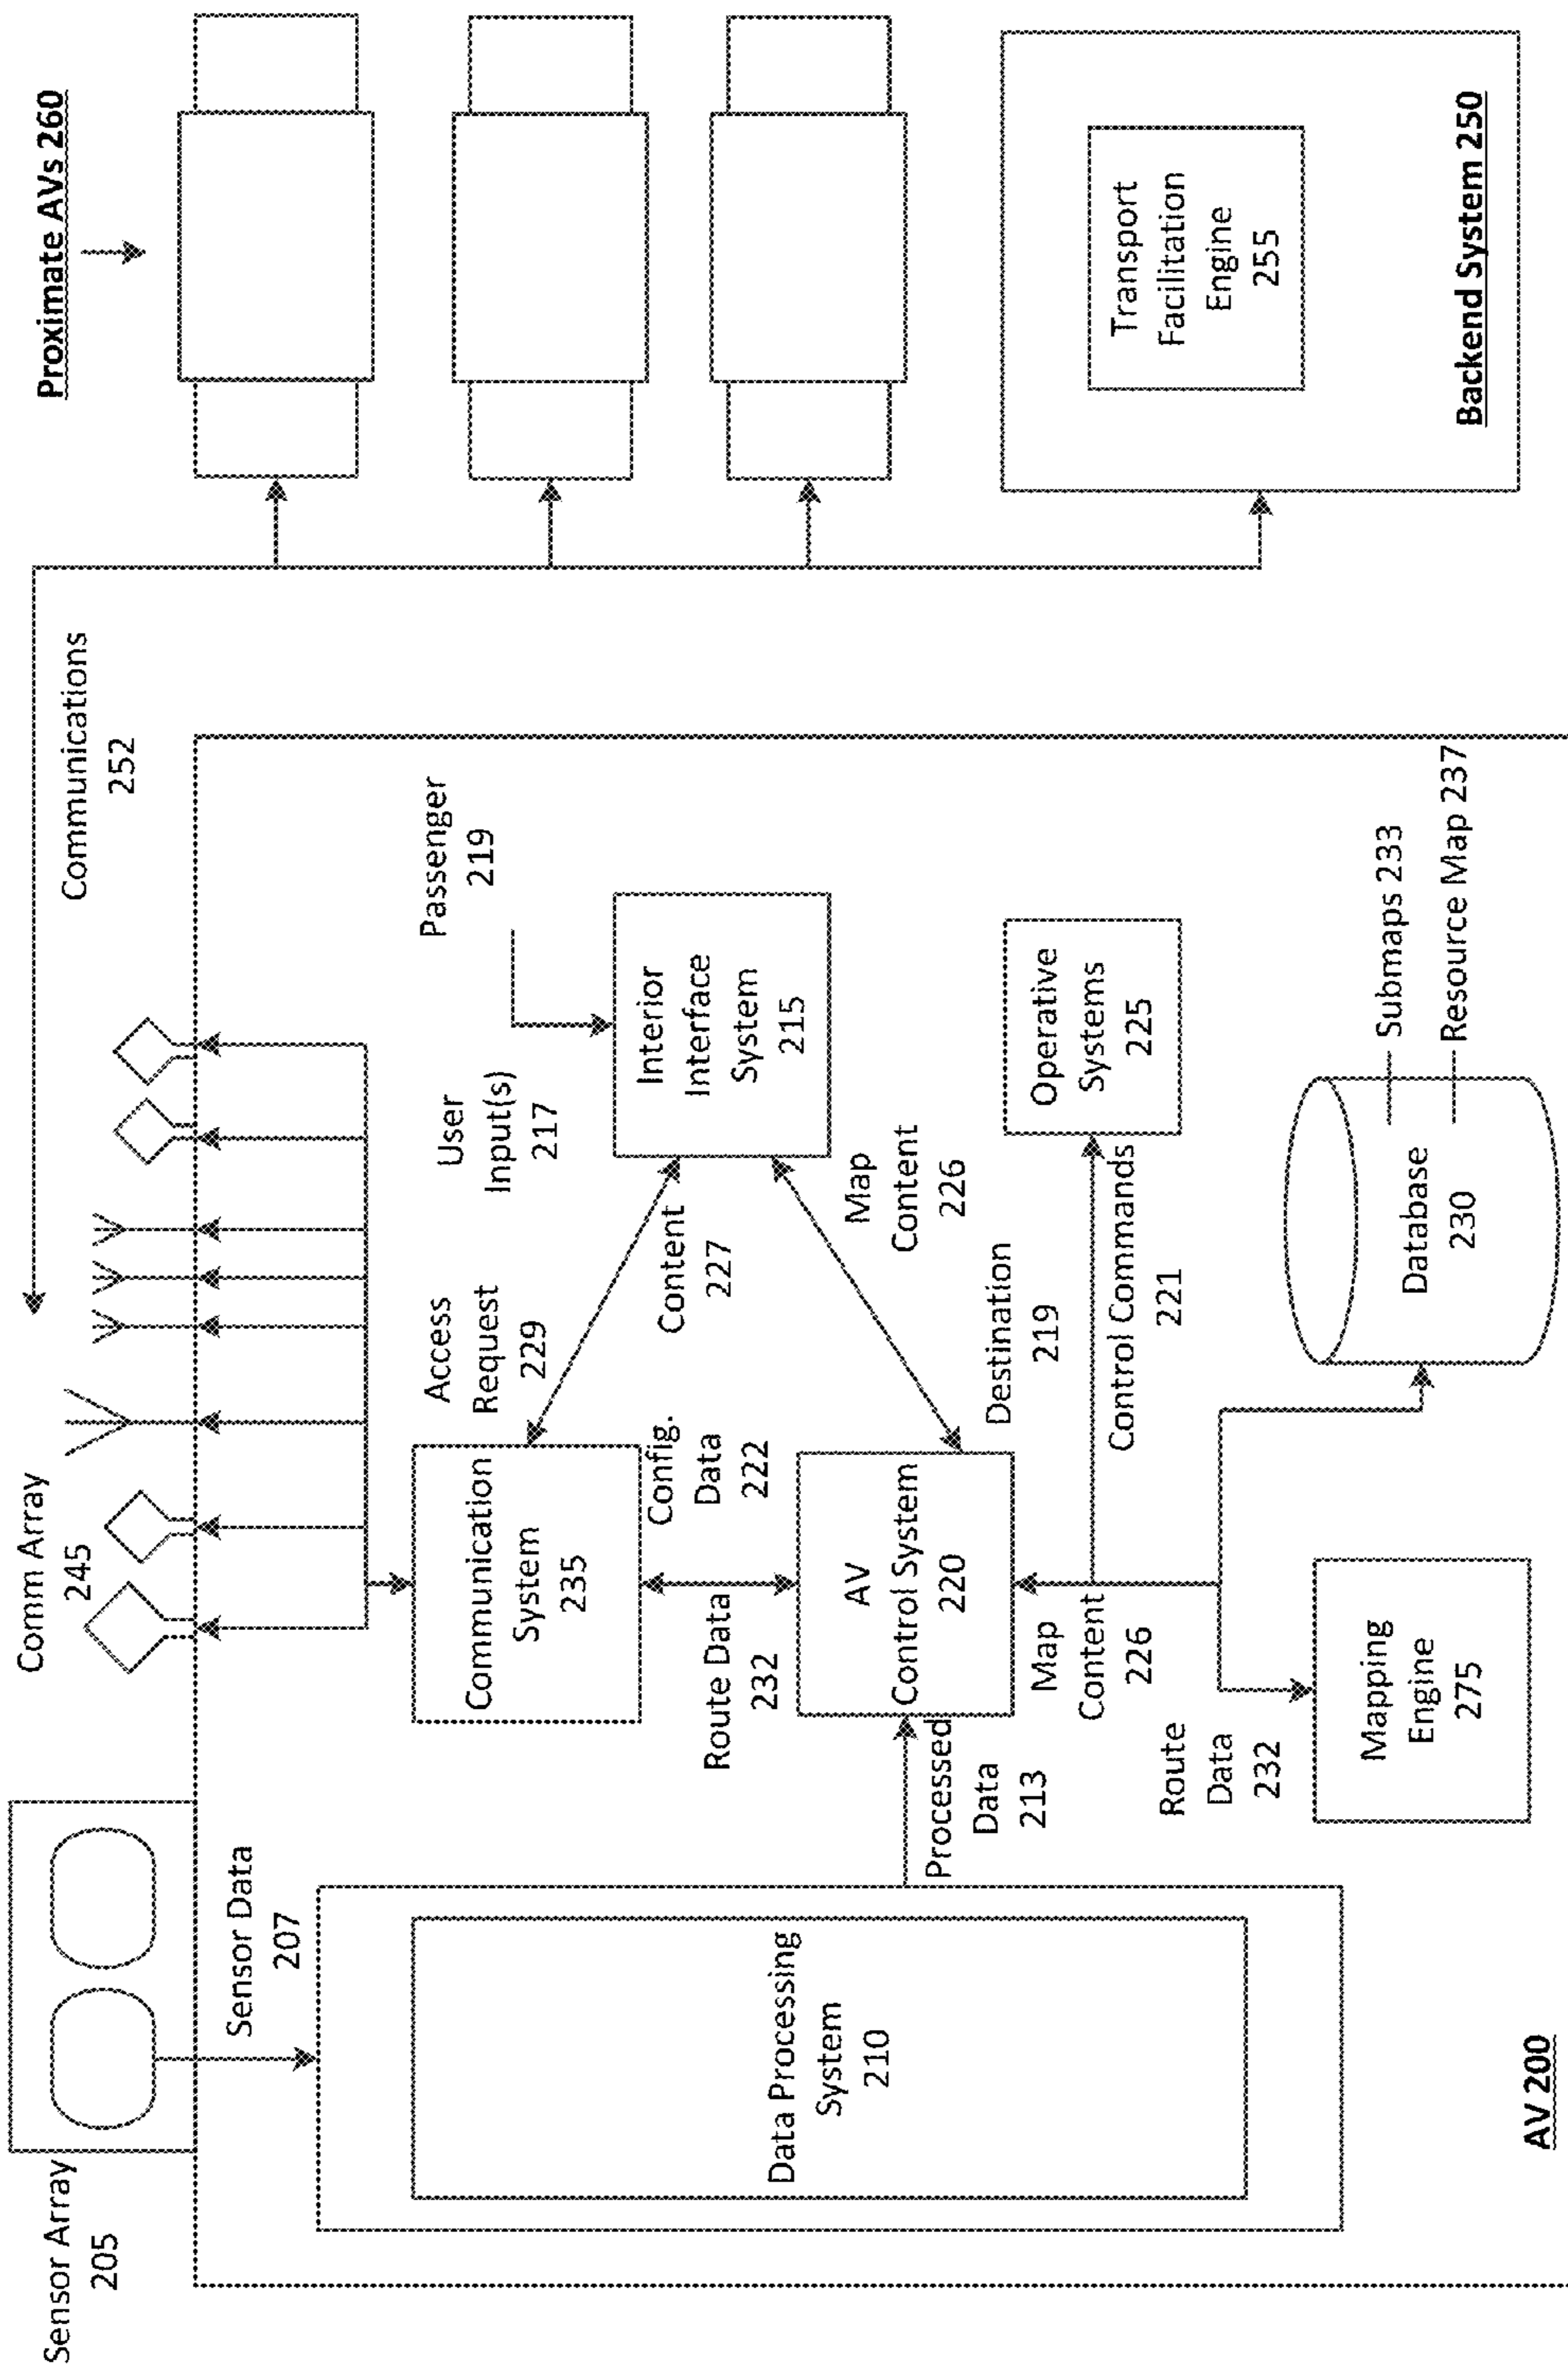 Sensor Array
205
Comm Array
245
Communications
252
Proximate AVs 260
Sensor Data
207
Access
Request
229
User
Input(s)
217
Passenger
219
Communication
System
235
Content
227
Interior
Interface
System
215
Config.
Data
222
Route Data
232
Map
Content
226
Data Processing
System
210
Processed
Data
213
AV
Control System
220
Destination
219
Map
Content
226
Control Commands
221
Operative
Systems
225
Route
Data
232
Mapping
Engine
275
Database
230
Submaps 233
Resource Map 237
Transport
Facilitation
Engine
255
Backend System 250
AV 200